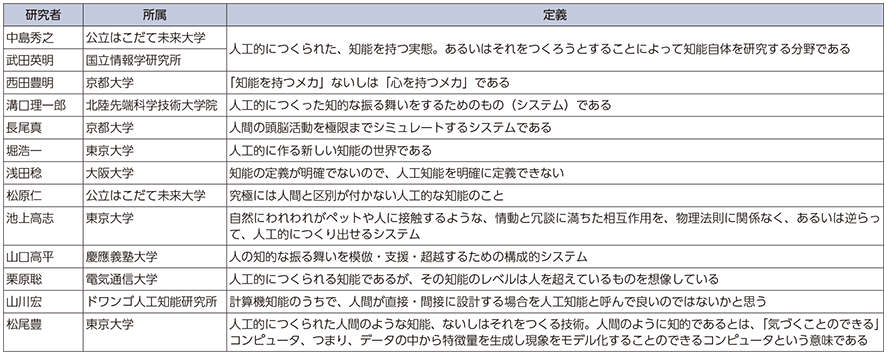 研究者 所属 定義
中島秀之 公立はこだて未来大学
人工的につくられた、知能を持つ実態。あるいはそれをつくろうとすることによって知能自体を研究する分野である
武田英明 国立情報学研究所
西田豊明 京都大学 「知能を持つメカ」ないしは「心を持つメカ」である
溝口理一郎 北陸先端科学技術大学院 人工的につくった知的な振る舞いをするためのもの（システム）である
長尾真 京都大学 人間の頭脳活動を極限までシミュレートするシステムである
堀浩一 東京大学 人工的に作る新しい知能の世界である
浅田稔 大阪大学 知能の定義が明確でないので、人工知能を明確に定義できない
松原仁 公立はこだて未来大学 究極には人間と区別が付かない人工的な知能のこと
池上高志 東京大学 自然にわれわれがペットや人に接触するような、情動と冗談に満ちた相互作用を、物理法則に関係なく、あるいは逆らっ
て、人工的につくり出せるシステム
山口高平 慶應義塾大学 人の知的な振る舞いを模倣・支援・超越するための構成的システム
栗原聡 電気通信大学 人工的につくられる知能であるが、その知能のレベルは人を超えているものを想像している
山川宏 ドワンゴ人工知能研究所 計算機知能のうちで、人間が直接・間接に設計する場合を人工知能と呼んで良いのではないかと思う
松尾豊 東京大学 人工的につくられた人間のような知能、ないしはそれをつくる技術。人間のように知的であるとは、「気づくことのできる」
コンピュータ、つまり、データの中から特徴量を生成し現象をモデル化することのできるコンピュータという意味である